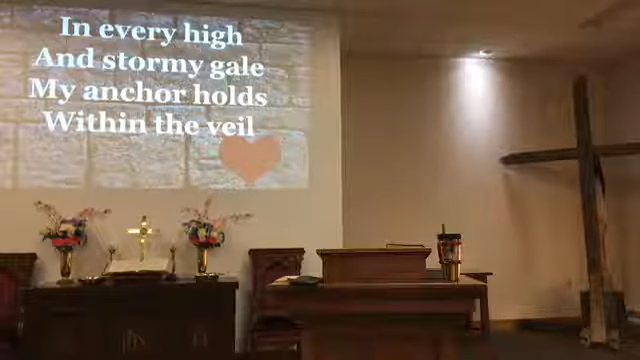 In every high
And stormy gale
My anchor holds
Within the veil